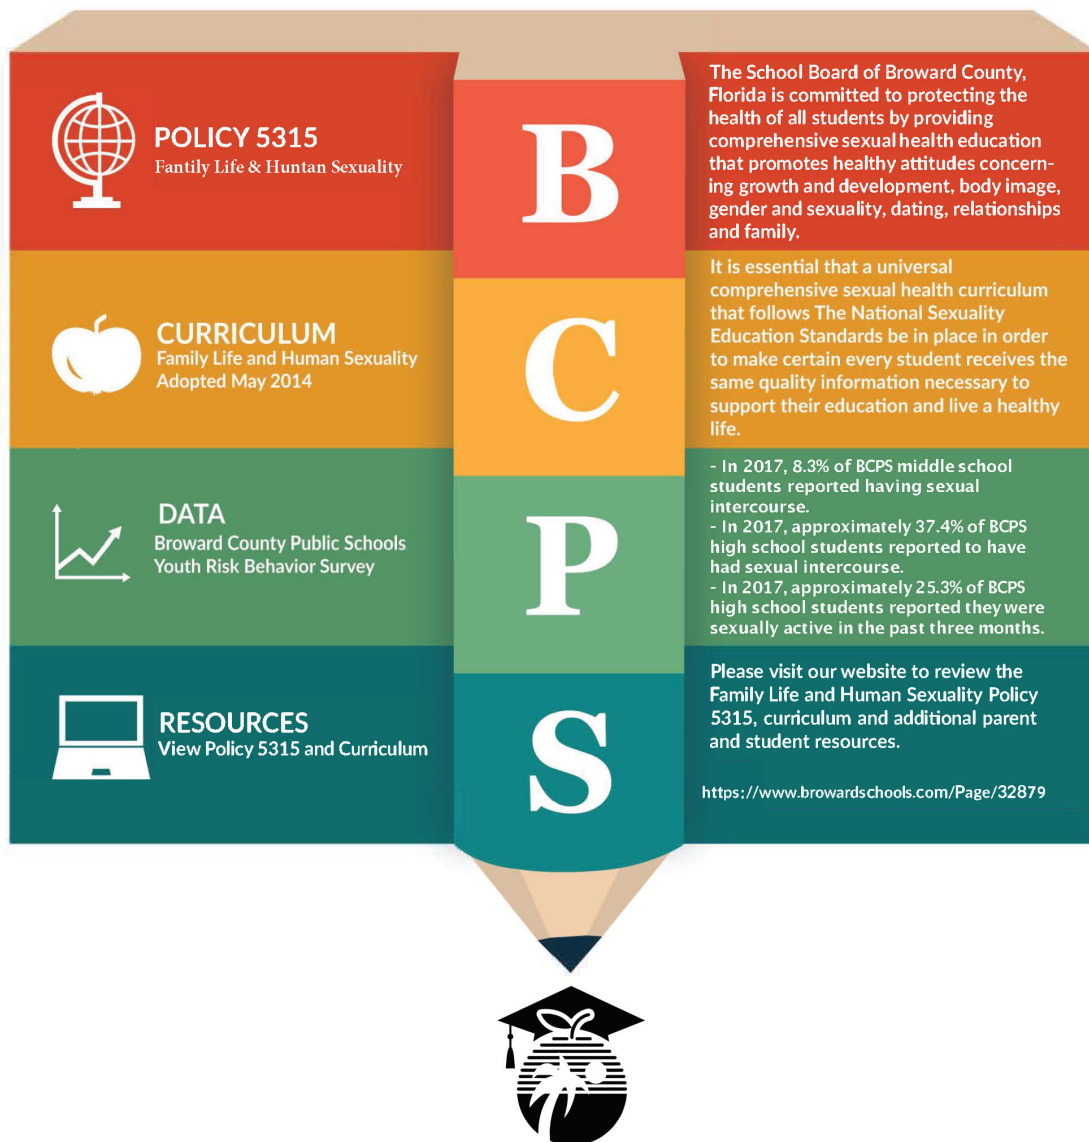 POLICY 5315
Fantily Life & Huntan Sexuality
B
The School Board of Broward County,
Florida is committed to protecting the
health of all students by providing
comprehensive sexual health education
that promotes healthy attitudes concern-
ing growth and development, body image,
gender and sexuality, dating, relationships
and family.
CURRICULUM
Family Life and Human Sexuality
Adopted May 2014
C
It is essential that a universal
comprehensive sexual health curriculum
that follows The National Sexuality
Education Standards be in place in order
to make certain every student receives the
same quality information necessary to
support their education and live a healthy
life.
DATA
Broward County Public Schools
Youth Risk Behavior Survey
P
- In 2017, 8.3% of BCPS middle school
students reported having sexual
intercourse.
- In 2017, approximately 37.4% of BCPS
high school students reported to have
had sexual intercourse.
- In 2017, approximately 25.3% of BCPS
high school students reported they were
sexually active in the past three months.
RESOURCES
View Policy 5315 and Curriculum
S
Please visit our website to review the
Family Life and Human Sexuality Policy
5315, curriculum and additional parent
and student resources.
https://www.browardschools.com/Page/32879